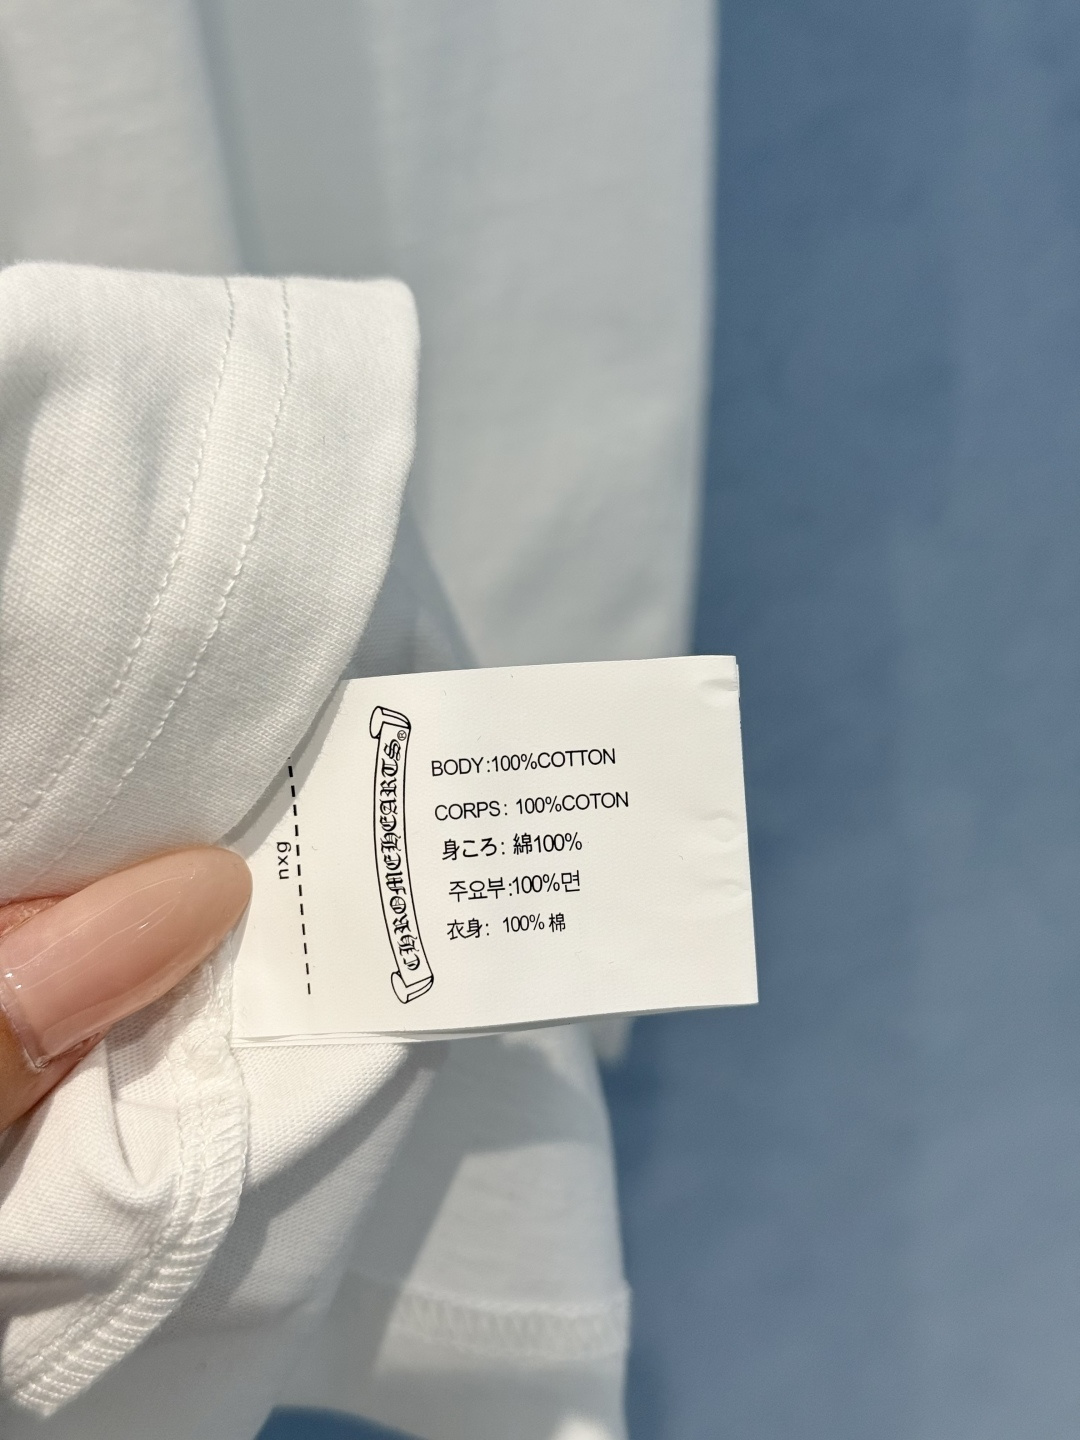 nxg
CHROME HEARTS®
BODY:100%COTTON
CORPS: 100%COTON
身ころ: 綿100%
주요부:100%면
衣身: 100% 棉